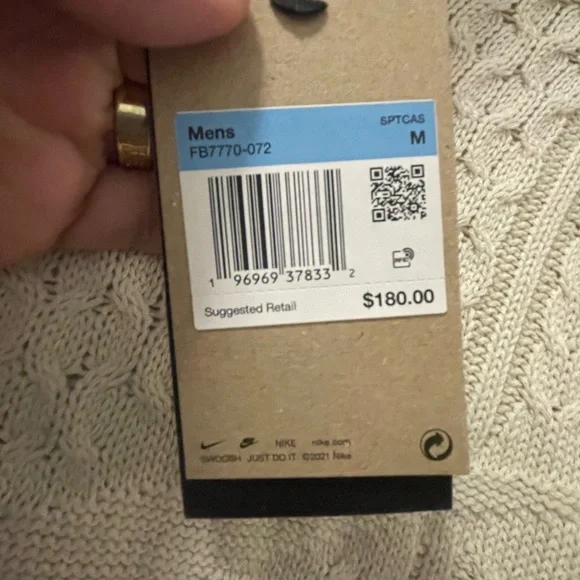 Mens SPTCAS
FB7770-072 M
1 96969 37833 2
RFID
Suggested Retail $180.00
NIKE nike.com
SWOOSH JUST DO IT ©2021 Nike